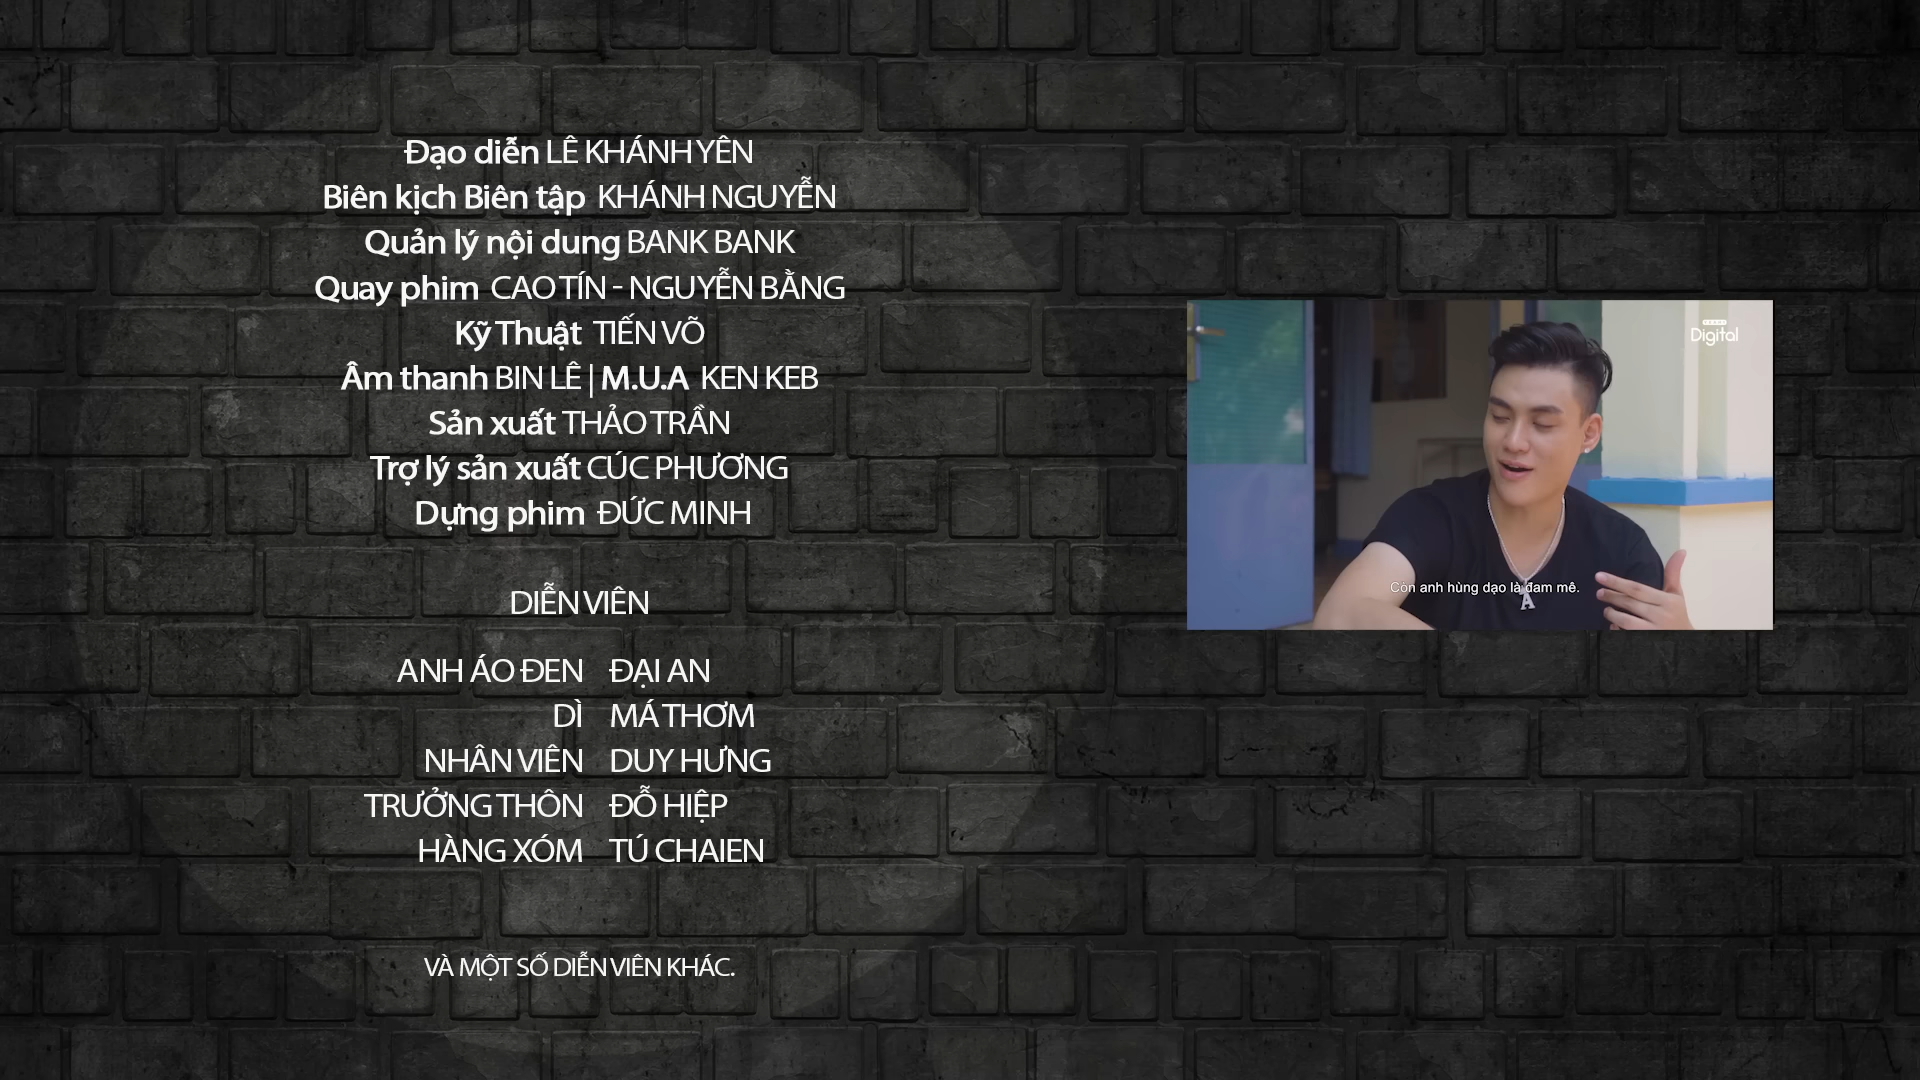 Đạo diễn LÊ KHÁNH YÊN
Biên kịch Biên tập KHÁNH NGUYỄN
Quản lý nội dung BANK BANK
Quay phim CAO TÍN - NGUYỄN BẰNG
Kỹ Thuật TIẾN VÕ
Âm thanh BIN LÊ | M.U.A KEN KEB
Sản xuất THẢO TRẦN
Trợ lý sản xuất CÚC PHƯƠNG
Dựng phim ĐỨC MINH
DIỄN VIÊN
ANH ÁO ĐEN ĐẠI AN
DÌ MÁ THƠM
NHÂN VIÊN DUY HƯNG
TRƯỞNG THÔN ĐỖ HIỆP
HÀNG XÓM TÚ CHAIEN
VÀ MỘT SỐ DIỄN VIÊN KHÁC.
Digital
Còn anh hùng dạo là đam mê.
A